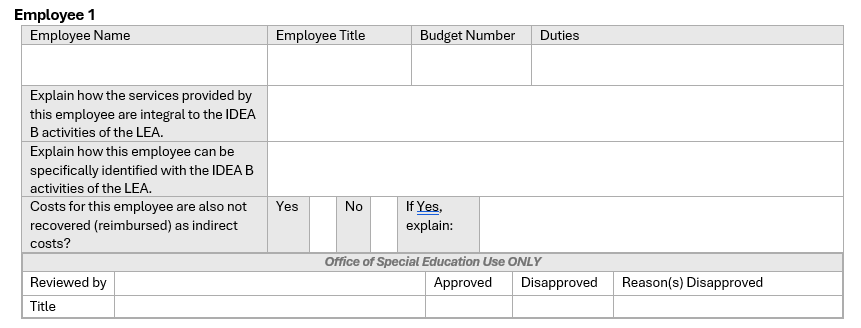 Employee 1
Employee Name Employee Title Budget Number Duties
Explain how the services provided by
this employee are integral to the IDEA
B activities of the LEA.
Explain how this employee can be
specifically identified with the IDEA B
activities of the LEA.
Costs for this employee are also not
recovered (reimbursed) as indirect
costs?
Yes No If Yes,
explain:
Office of Special Education Use ONLY
Reviewed by Approved Disapproved Reason(s) Disapproved
Title